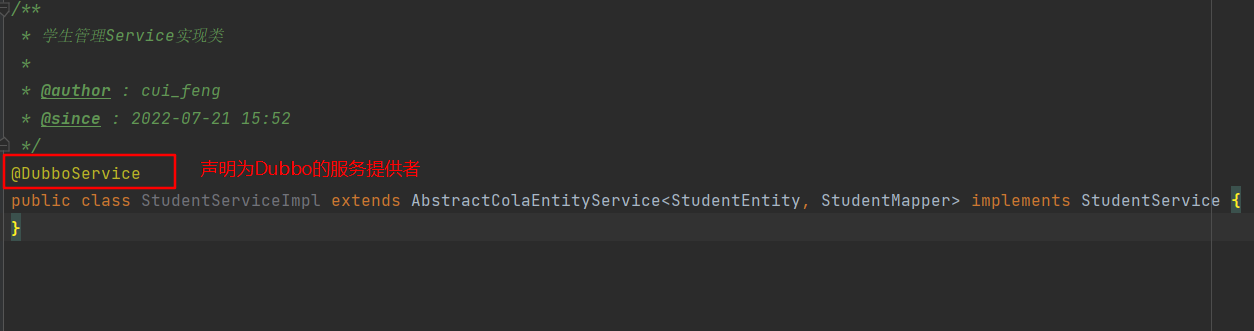 /**
* 学生管理Service实现类
*
* @author : cui_feng
* @since : 2022-07-21 15:52
*/
@DubboService 声明为Dubbo的服务提供者
public class StudentServiceImpl extends AbstractColaEntityService<StudentEntity, StudentMapper> implements StudentService {
}